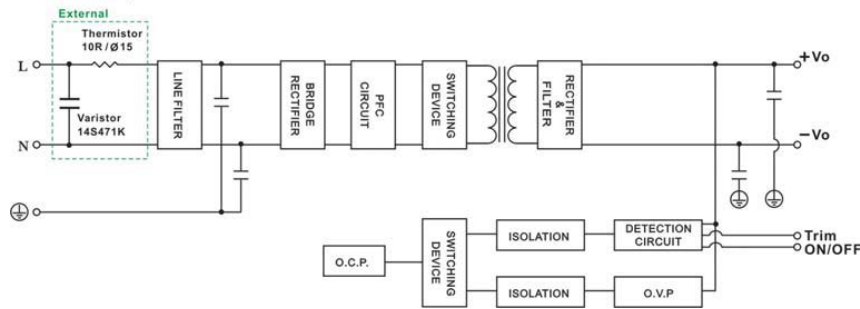 External
Thermistor
10R / Ø 15
L
Varistor
14S471K
N
LINE FILTER
BRIDGE
RECTIFIER
PFC
CIRCUIT
SWITCHING
DEVICE
RECTIFIER
&
FILTER
+Vo
−Vo
O.C.P.
SWITCHING
DEVICE
ISOLATION
DETECTION
CIRCUIT
Trim
ON/OFF
ISOLATION
O.V.P